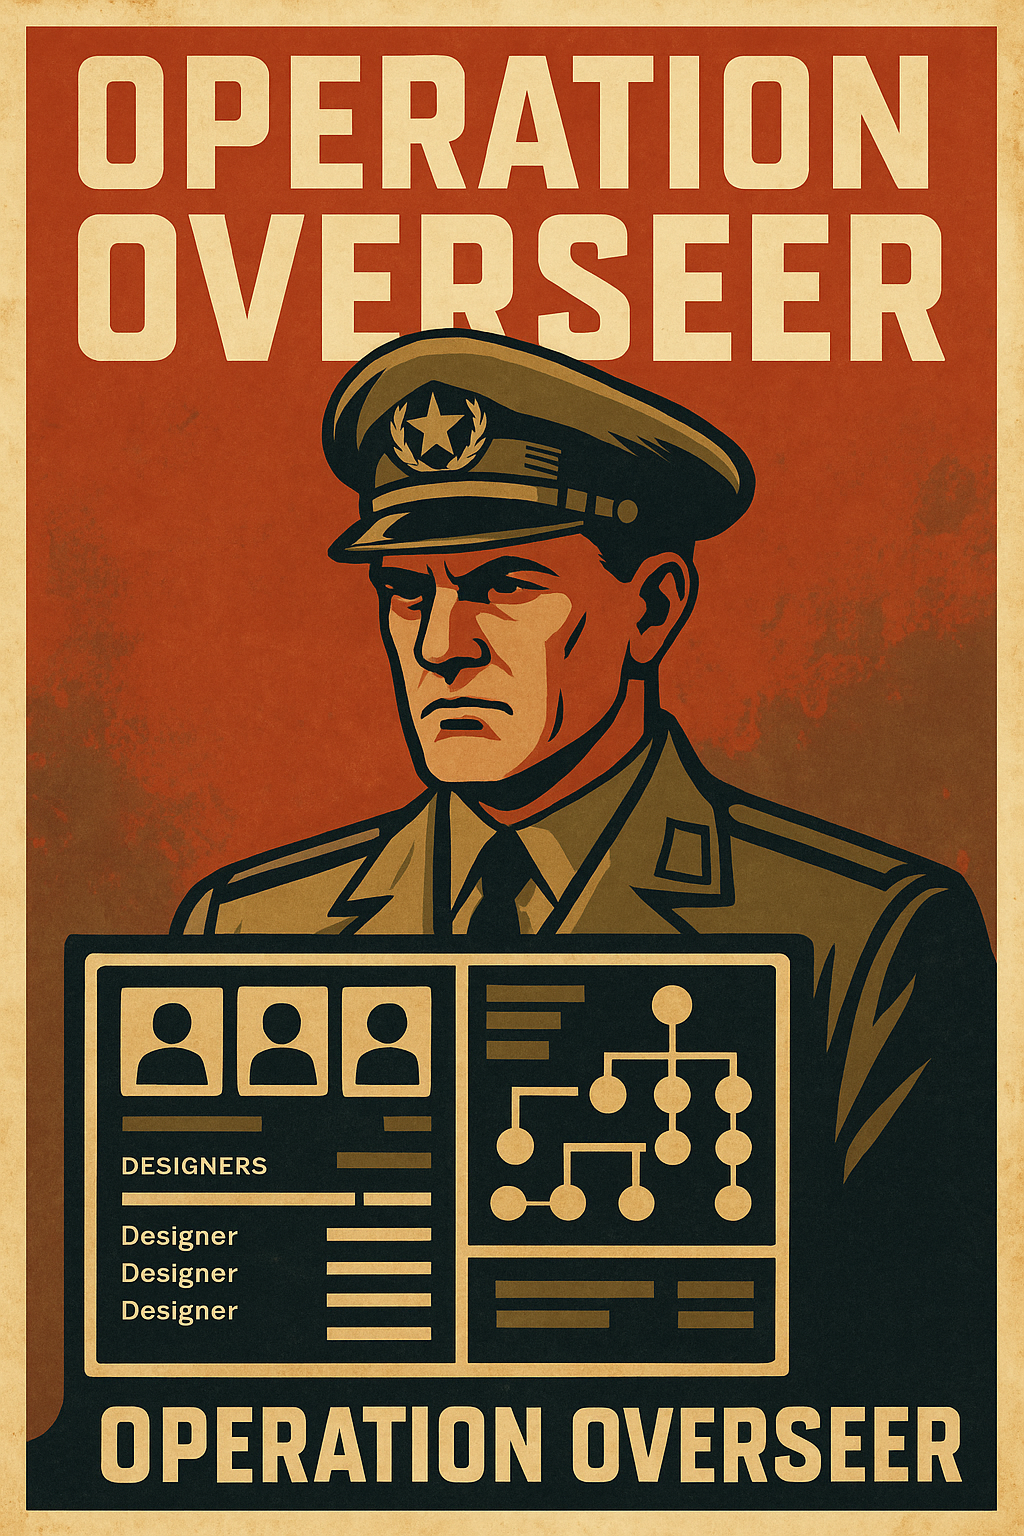 OPERATION
OVERSEER
DESIGNERS
Designer
Designer
Designer
OPERATION OVERSEER